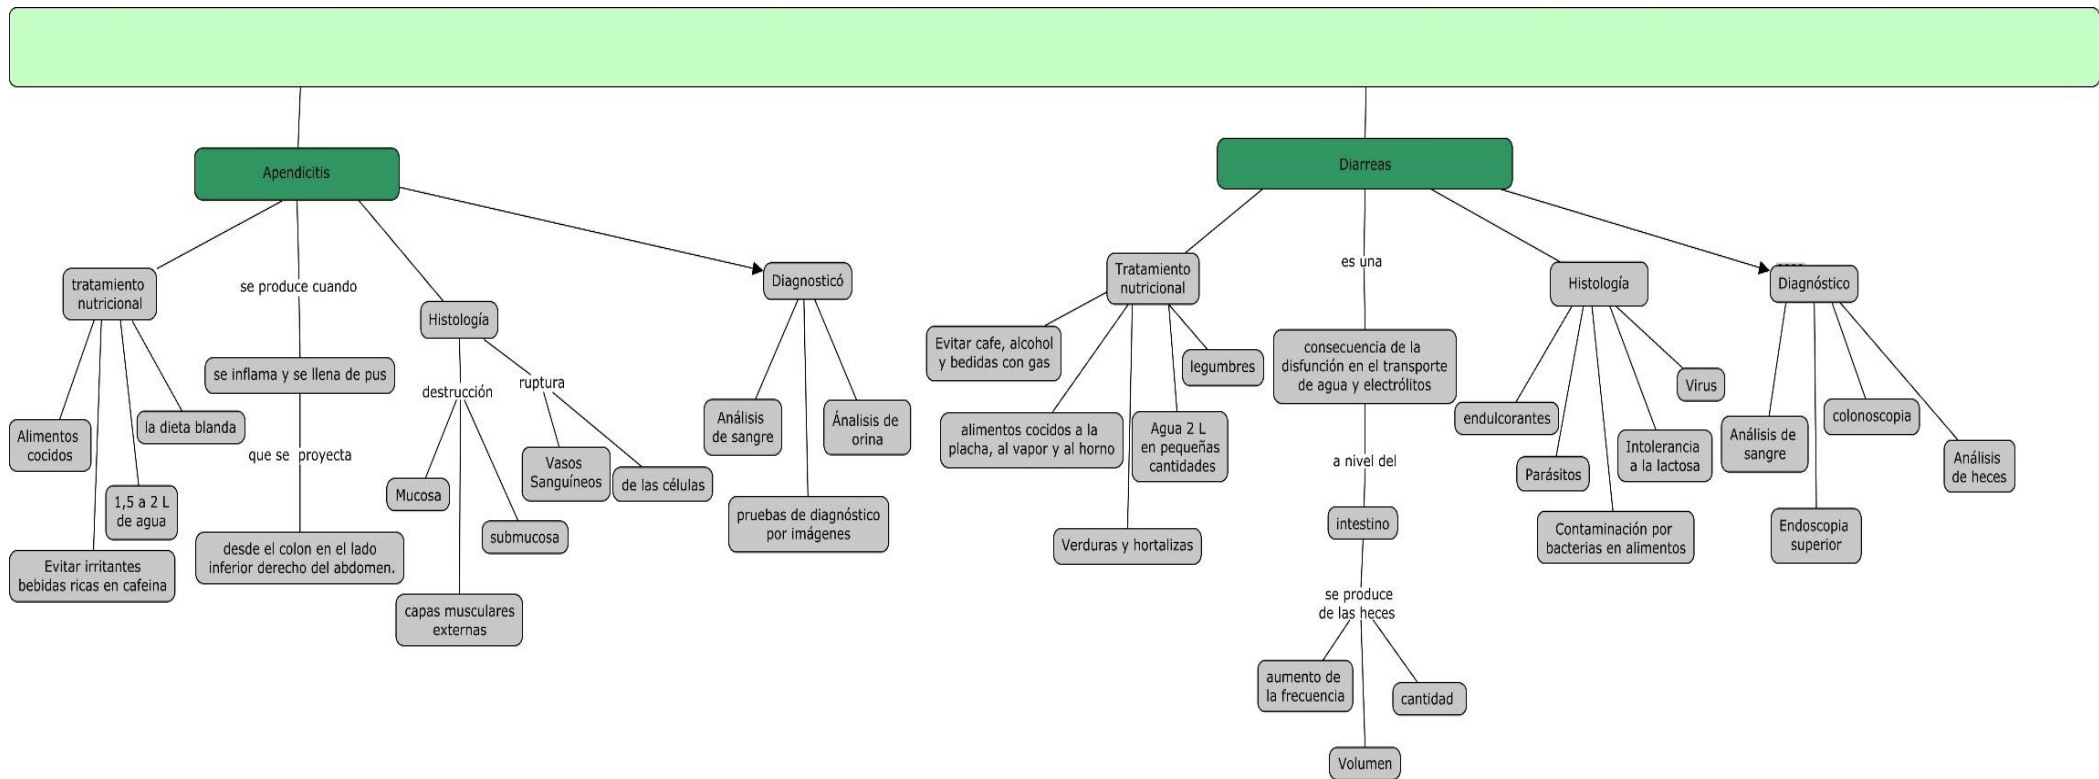 Apendicitis
tratamiento
nutricional
Alimentos
cocidos
Evitar irritantes
bebidas ricas en cafeina
1,5 a 2 L
de agua
la dieta blanda
se produce cuando
se inflama y se llena de pus
que se proyecta
desde el colon en el lado
inferior derecho del abdomen.
Histología
destrucción
Mucosa
capas musculares
externas
submucosa
ruptura
Vasos
Sanguíneos
de las células
Diagnosticó
Análisis
de sangre
pruebas de diagnóstico
por imágenes
Ánalisis de
orina
Diarreas
Tratamiento
nutricional
Evitar cafe, alcohol
y bedidas con gas
alimentos cocidos a la
placha, al vapor y al horno
Verduras y hortalizas
Agua 2 L
en pequeñas
cantidades
legumbres
es una
consecuencia de la
disfunción en el transporte
de agua y electrólitos
a nivel del
intestino
se produce
de las heces
aumento de
la frecuencia
Volumen
cantidad
Histología
endulcorantes
Parásitos
Contaminación por
bacterias en alimentos
Intolerancia
a la lactosa
Virus
Diagnóstico
Análisis de
sangre
Endoscopia
superior
colonoscopia
Análisis
de heces